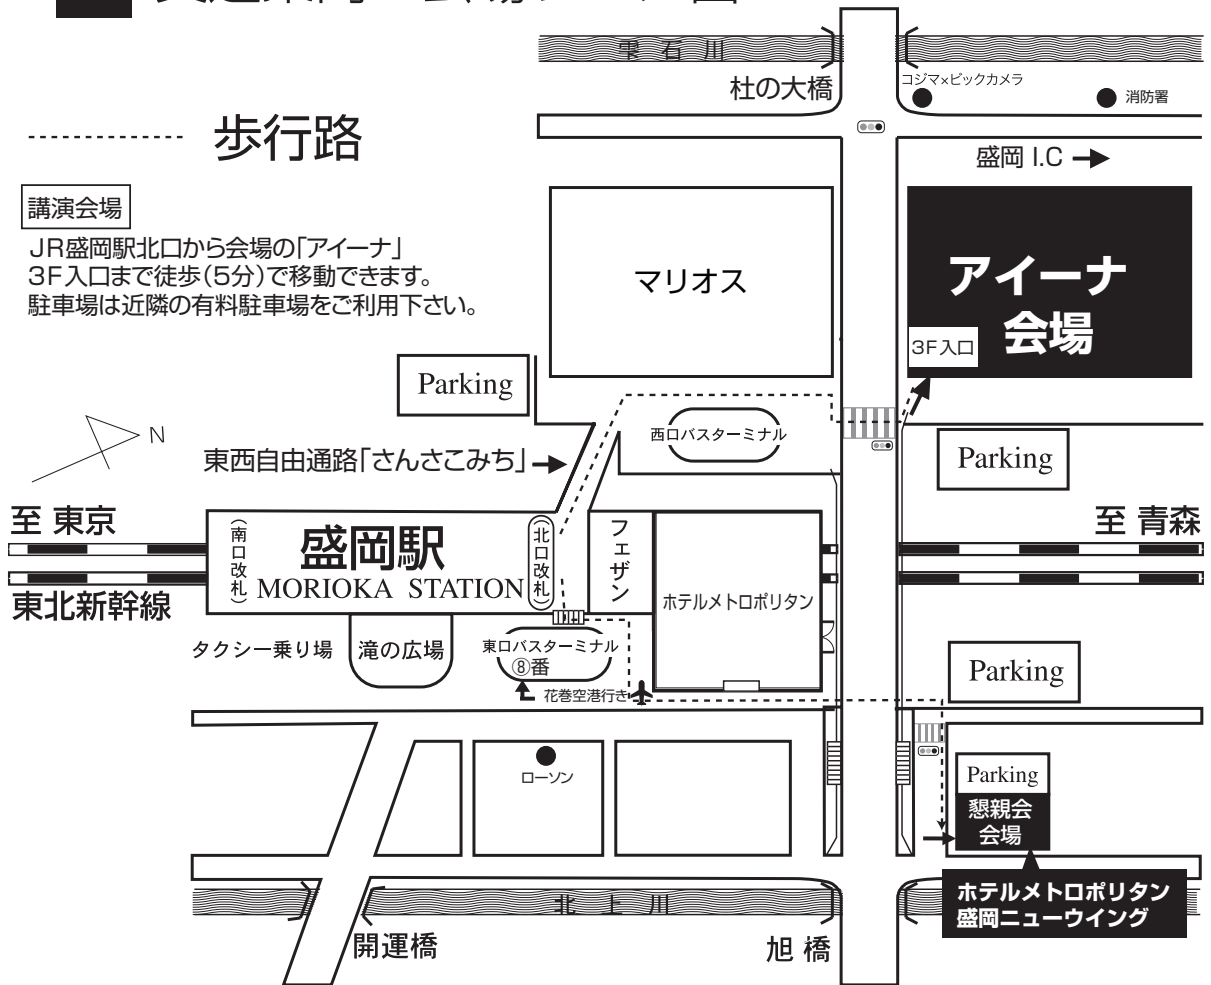 雫石川
杜の大橋
コジマ×ビックカメラ
消防署
歩行路
盛岡 I.C
講演会場
JR盛岡駅北口から会場の「アイーナ」
3F入口まで徒歩（5分）で移動できます。
駐車場は近隣の有料駐車場をご利用下さい。
マリオス
アイーナ
会場
3F入口
Parking
N
西口バスターミナル
東西自由通路「さんさこみち」
Parking
至 東京
至 青森
（南口改札）
盛岡駅
MORIOKA STATION
（北口改札）
フェザン
ホテルメトロポリタン
東北新幹線
タクシー乗り場
滝の広場
東口バスターミナル
⑧番
花巻空港行き
Parking
ローソン
Parking
懇親会
会場
ホテルメトロポリタン
盛岡ニューウイング
北上川
開運橋
旭橋